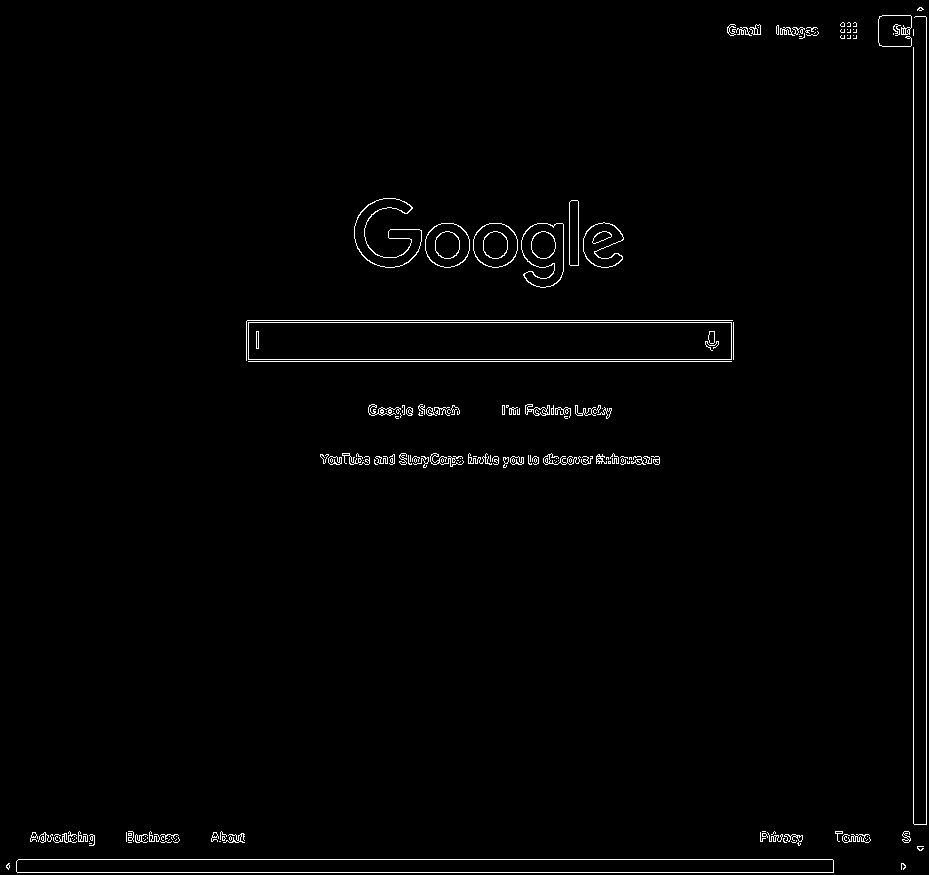 Gmail Images Sig
Google
Google Search I'm Feeling Lucky
YouTube and StoryCorps invite you to discover #whoweare
Advertising Business About Privacy Terms S